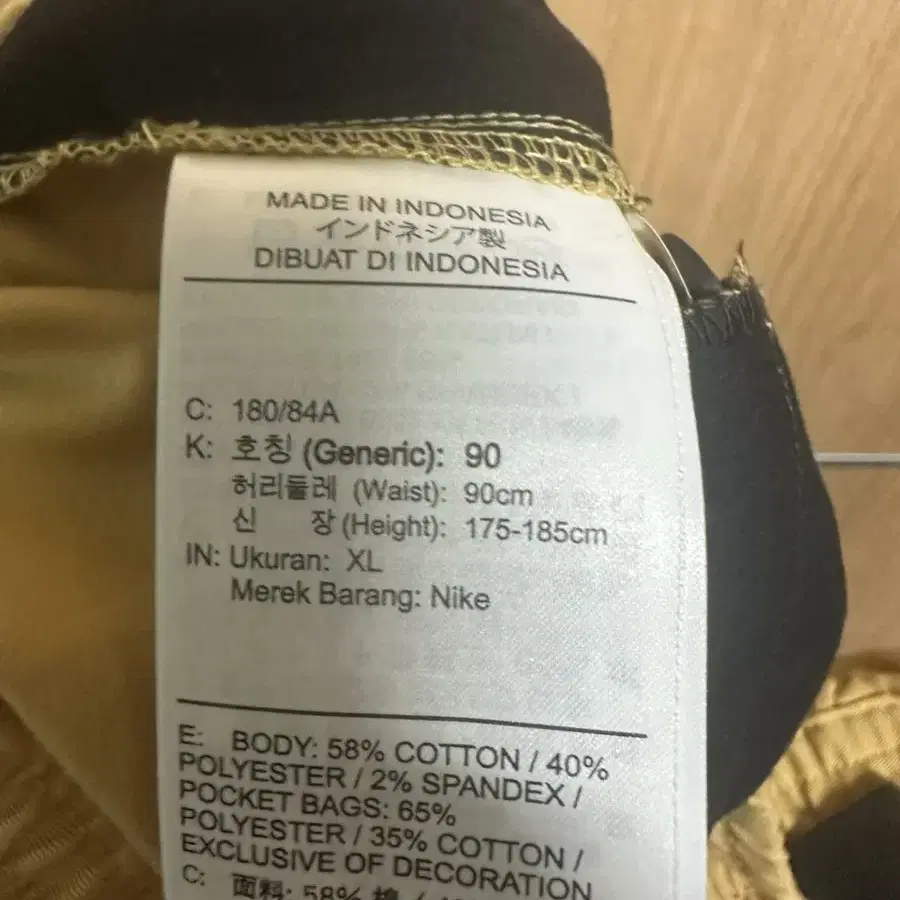 MADE IN INDONESIA
インドネシア製
DIBUAT DI INDONESIA
C: 180/84A
K: 호칭 (Generic): 90
허리둘레 (Waist): 90cm
신 장 (Height): 175-185cm
IN: Ukuran: XL
Merek Barang: Nike
E: BODY: 58% COTTON / 40%
POLYESTER / 2% SPANDEX /
POCKET BAGS: 65%
POLYESTER / 35% COTTON /
EXCLUSIVE OF DECORATION
C: 面料: 58% 棉 /